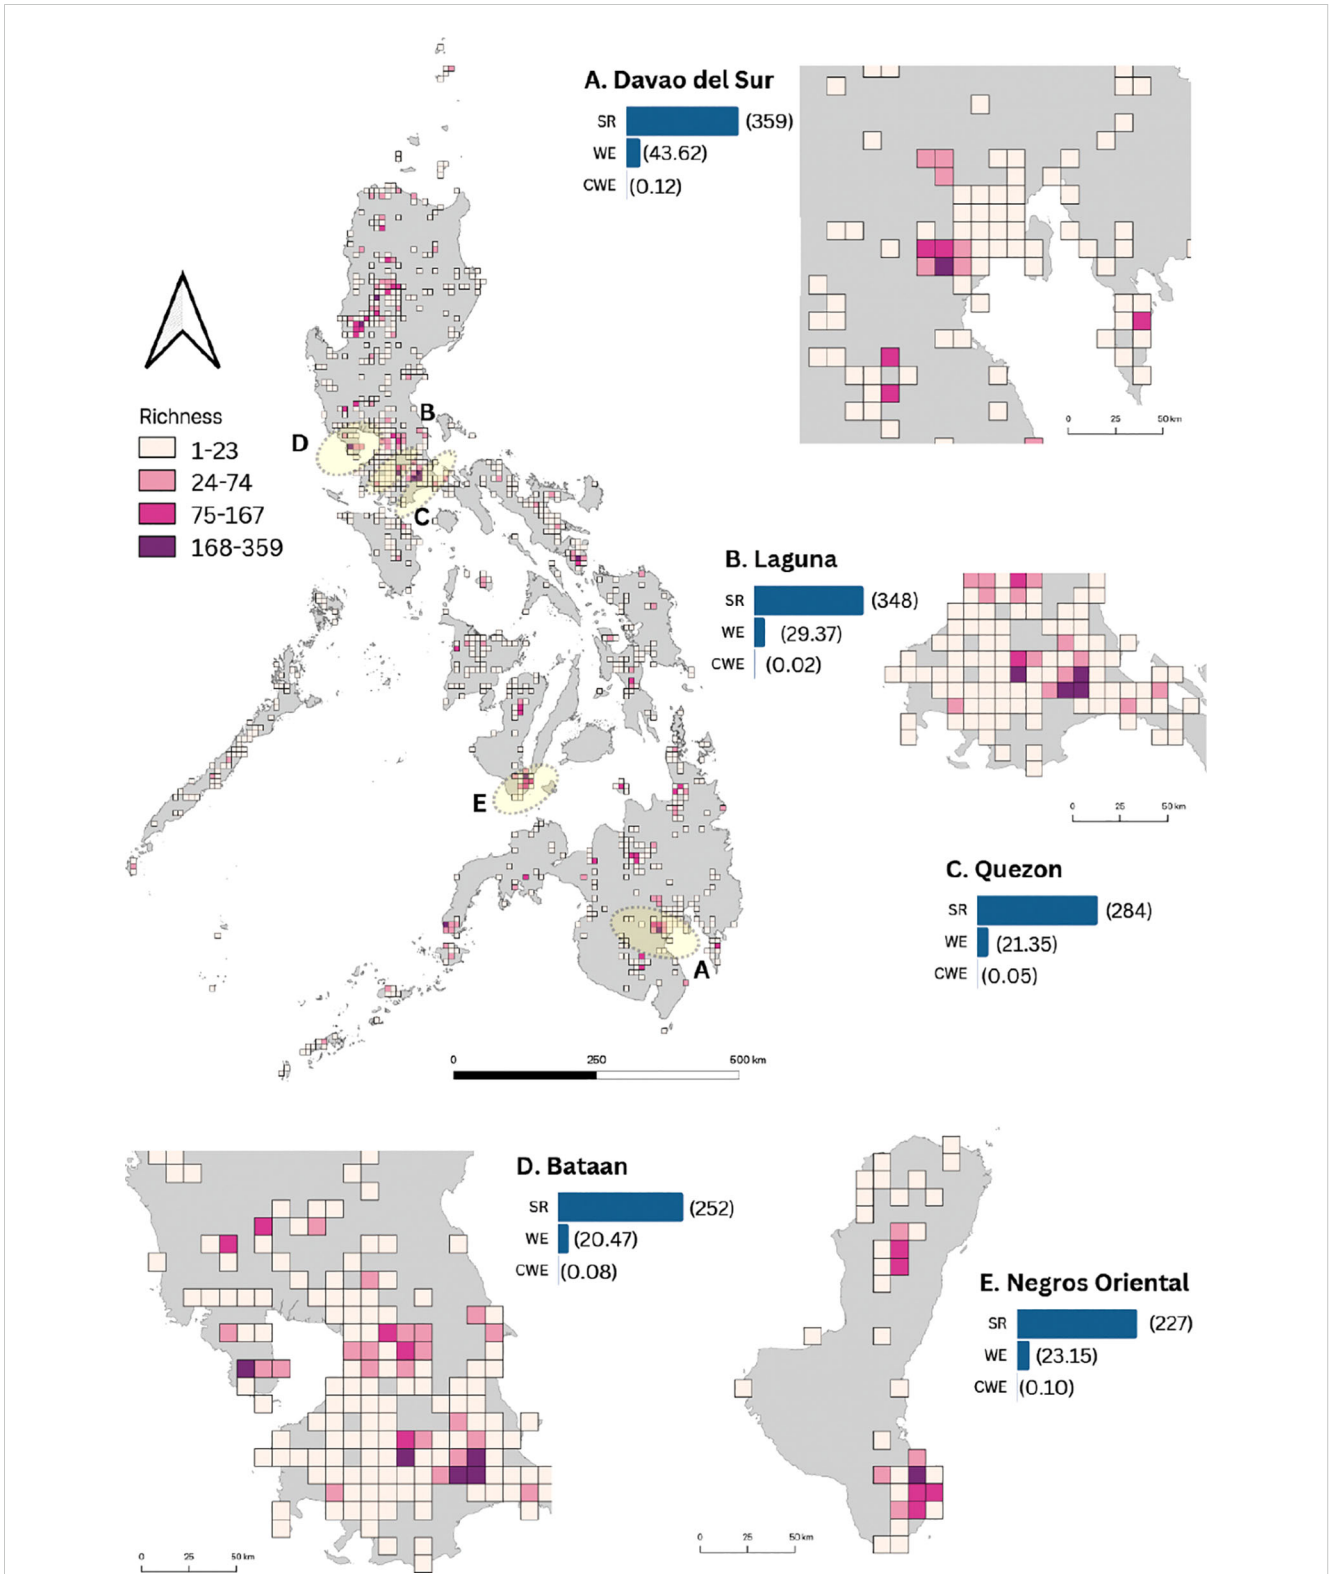 A. Davao del Sur
SR (359)
WE (43.62)
CWE (0.12)
0 25 50 km
Richness
1-23
24-74
75-167
168-359
B
D
C
E
A
0 250 500 km
B. Laguna
SR (348)
WE (29.37)
CWE (0.02)
0 25 50 km
C. Quezon
SR (284)
WE (21.35)
CWE (0.05)
D. Bataan
SR (252)
WE (20.47)
CWE (0.08)
0 25 50 km
E. Negros Oriental
SR (227)
WE (23.15)
CWE (0.10)
0 25 50 km